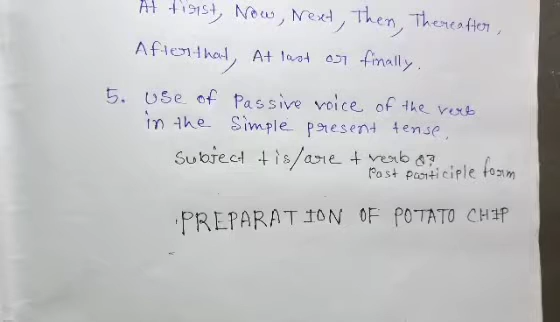 At first, Now, Next, Then, Thereafter,
Afterthat, At last or finally.
5. Use of Passive voice of the verb
in the Simple present tense.
Subject + is/are + verb or
Past participle form
PREPARATION OF POTATO CHIP